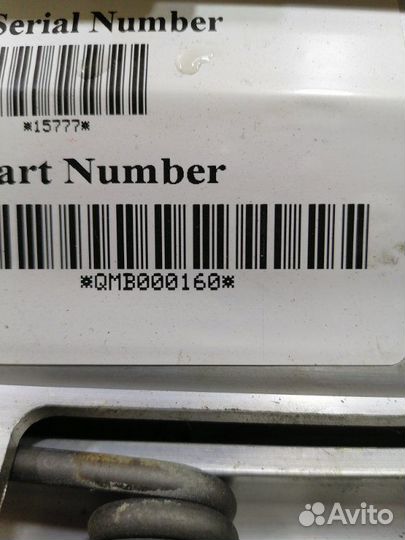 Serial Number
*15777*
art Number
*QMB000160*
Avito